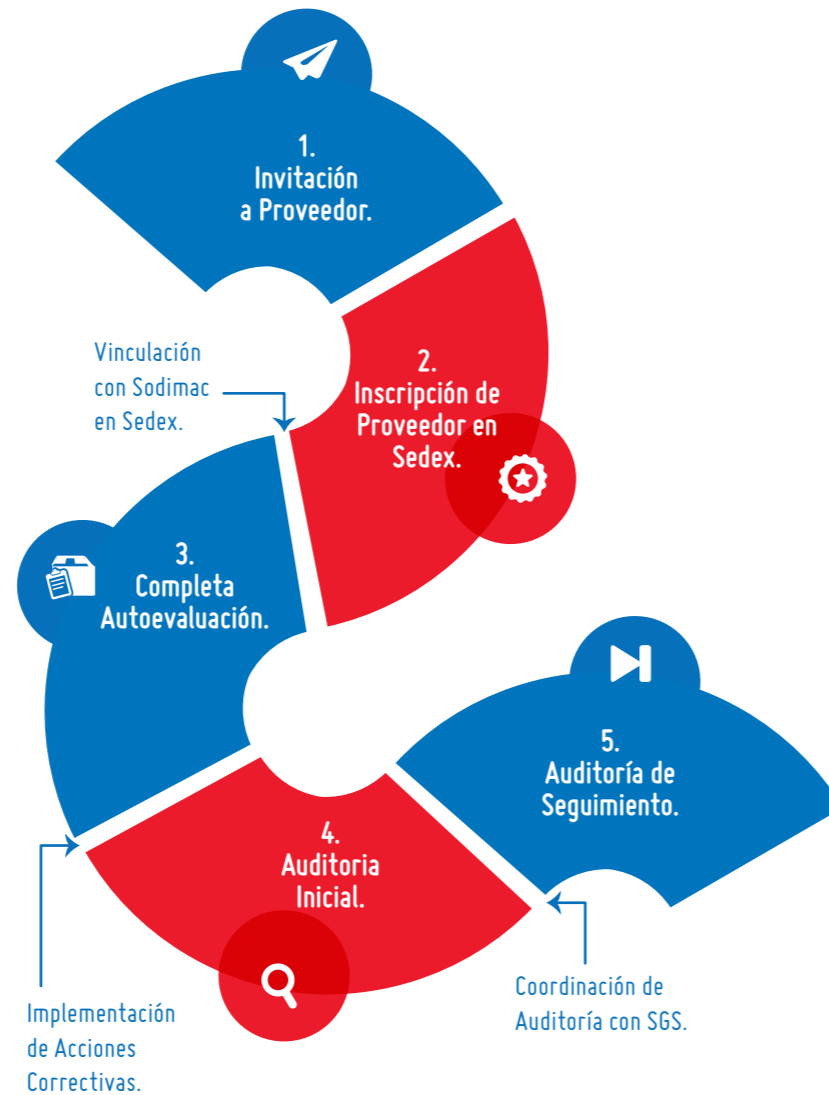 1.
Invitación
a Proveedor.
2.
Inscripción de
Proveedor en
Sedex.
Vinculación
con Sodimac
en Sedex.
3.
Completa
Autoevaluación.
4.
Auditoria
Inicial.
5.
Auditoría de
Seguimiento.
Implementación
de Acciones
Correctivas.
Coordinación de
Auditoría con SGS.